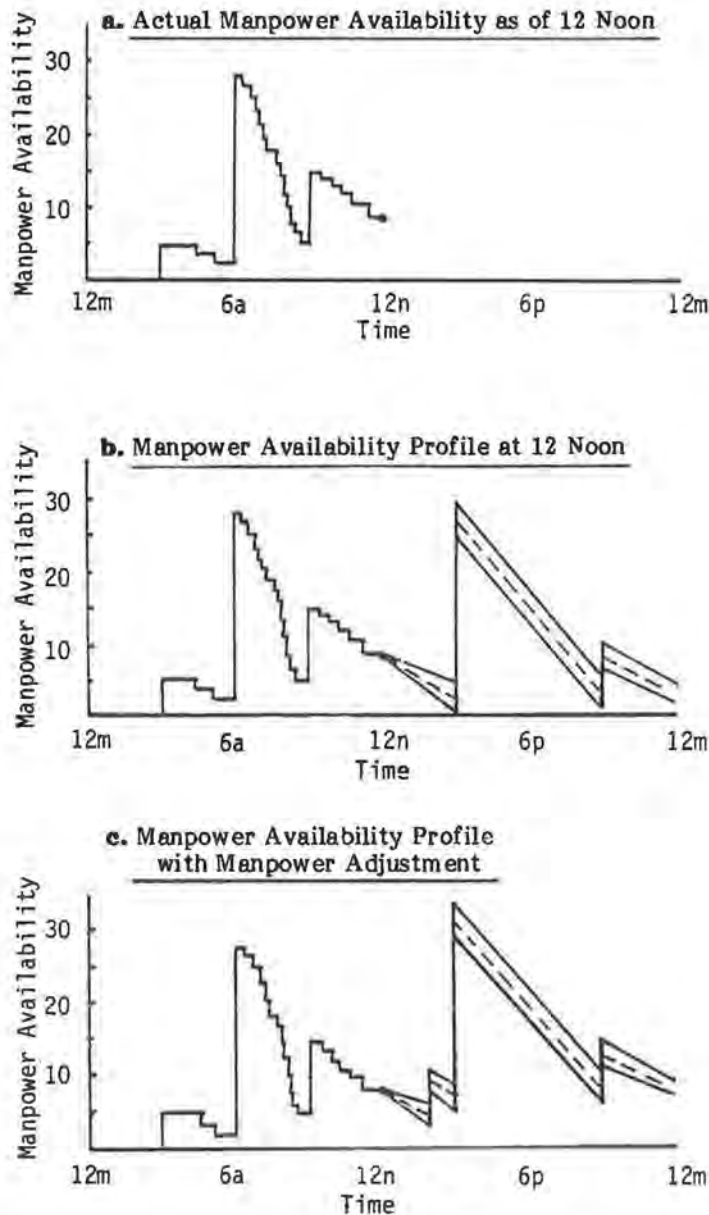 a. Actual Manpower Availability as of 12 Noon
Manpower Availability
30
20
10
12m 6a 12n 6p 12m
Time
b. Manpower Availability Profile at 12 Noon
Manpower Availability
30
20
10
12m 6a 12n 6p 12m
Time
c. Manpower Availability Profile
with Manpower Adjustment
Manpower Availability
30
20
10
12m 6a 12n 6p 12m
Time